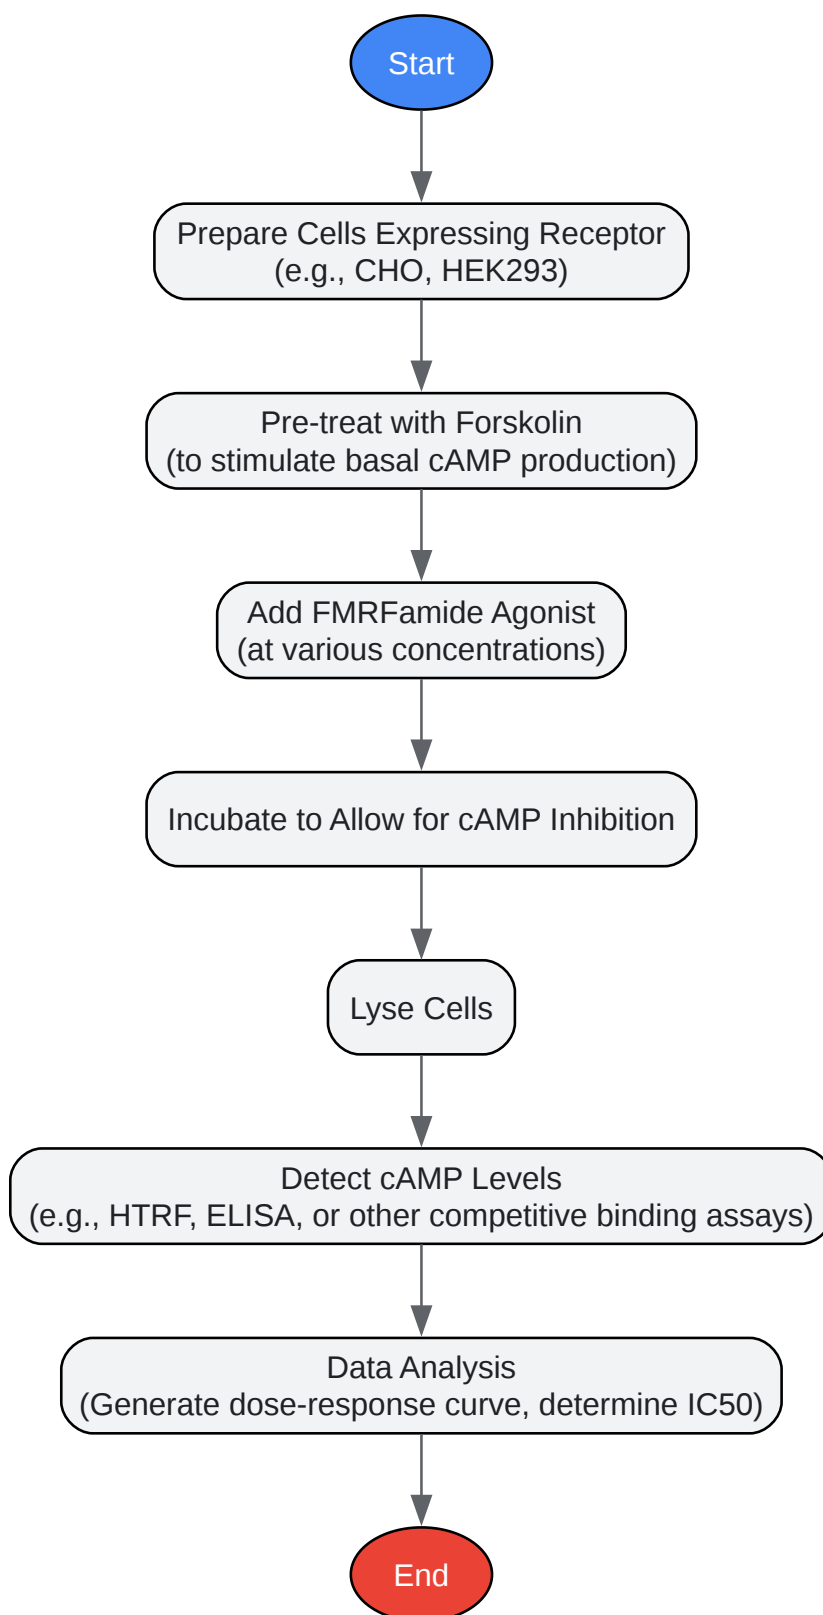 Start
Prepare Cells Expressing Receptor
(e.g., CHO, HEK293)
Pre-treat with Forskolin
(to stimulate basal cAMP production)
Add FMRFamide Agonist
(at various concentrations)
Incubate to Allow for cAMP Inhibition
Lyse Cells
Detect cAMP Levels
(e.g., HTRF, ELISA, or other competitive binding assays)
Data Analysis
(Generate dose-response curve, determine IC50)
End